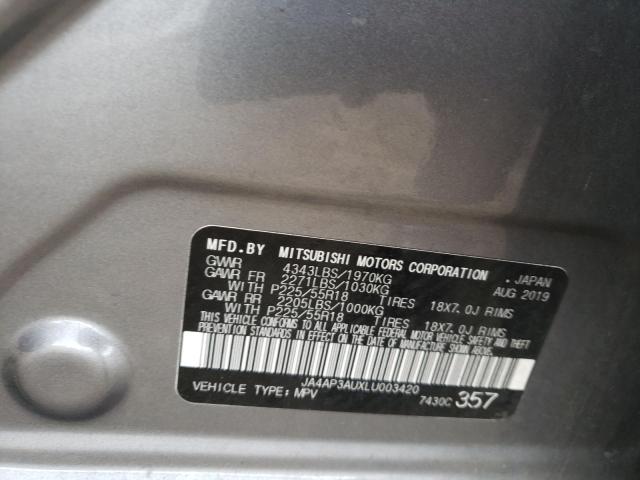 MFD.BY MITSUBISHI MOTORS CORPORATION . JAPAN
GVWR 4343LBS/1970KG AUG 2019
GAWR FR 2271LBS/1030KG
WITH P225/55R18 TIRES 18X7.0J RIMS
GAWR RR 2205LBS/1000KG
WITH P225/55R18 TIRES 18X7.0J RIMS
THIS VEHICLE CONFORMS TO ALL APPLICABLE FEDERAL MOTOR VEHICLE SAFETY, BUMPER AND THEFT
PREVENTION STANDARDS IN EFFECT ON THE DATE OF MANUFACTURE SHOWN ABOVE.
JA4AP3AUXLU003420
VEHICLE TYPE: MPV 7430C 357